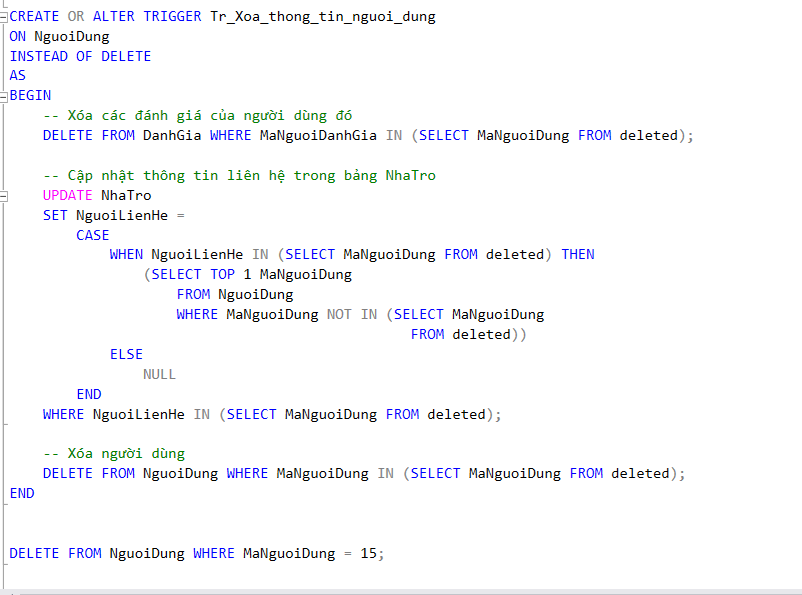 CREATE OR ALTER TRIGGER Tr_Xoa_thong_tin_nguoi_dung
ON NguoiDung
INSTEAD OF DELETE
AS
BEGIN
    -- Xóa các đánh giá của người dùng đó
    DELETE FROM DanhGia WHERE MaNguoiDanhGia IN (SELECT MaNguoiDung FROM deleted);

    -- Cập nhật thông tin liên hệ trong bảng NhaTro
    UPDATE NhaTro
    SET NguoiLienHe =
        CASE
            WHEN NguoiLienHe IN (SELECT MaNguoiDung FROM deleted) THEN
                (SELECT TOP 1 MaNguoiDung
                    FROM NguoiDung
                    WHERE MaNguoiDung NOT IN (SELECT MaNguoiDung
                                                FROM deleted))
            ELSE
                NULL
        END
    WHERE NguoiLienHe IN (SELECT MaNguoiDung FROM deleted);

    -- Xóa người dùng
    DELETE FROM NguoiDung WHERE MaNguoiDung IN (SELECT MaNguoiDung FROM deleted);
END

DELETE FROM NguoiDung WHERE MaNguoiDung = 15;